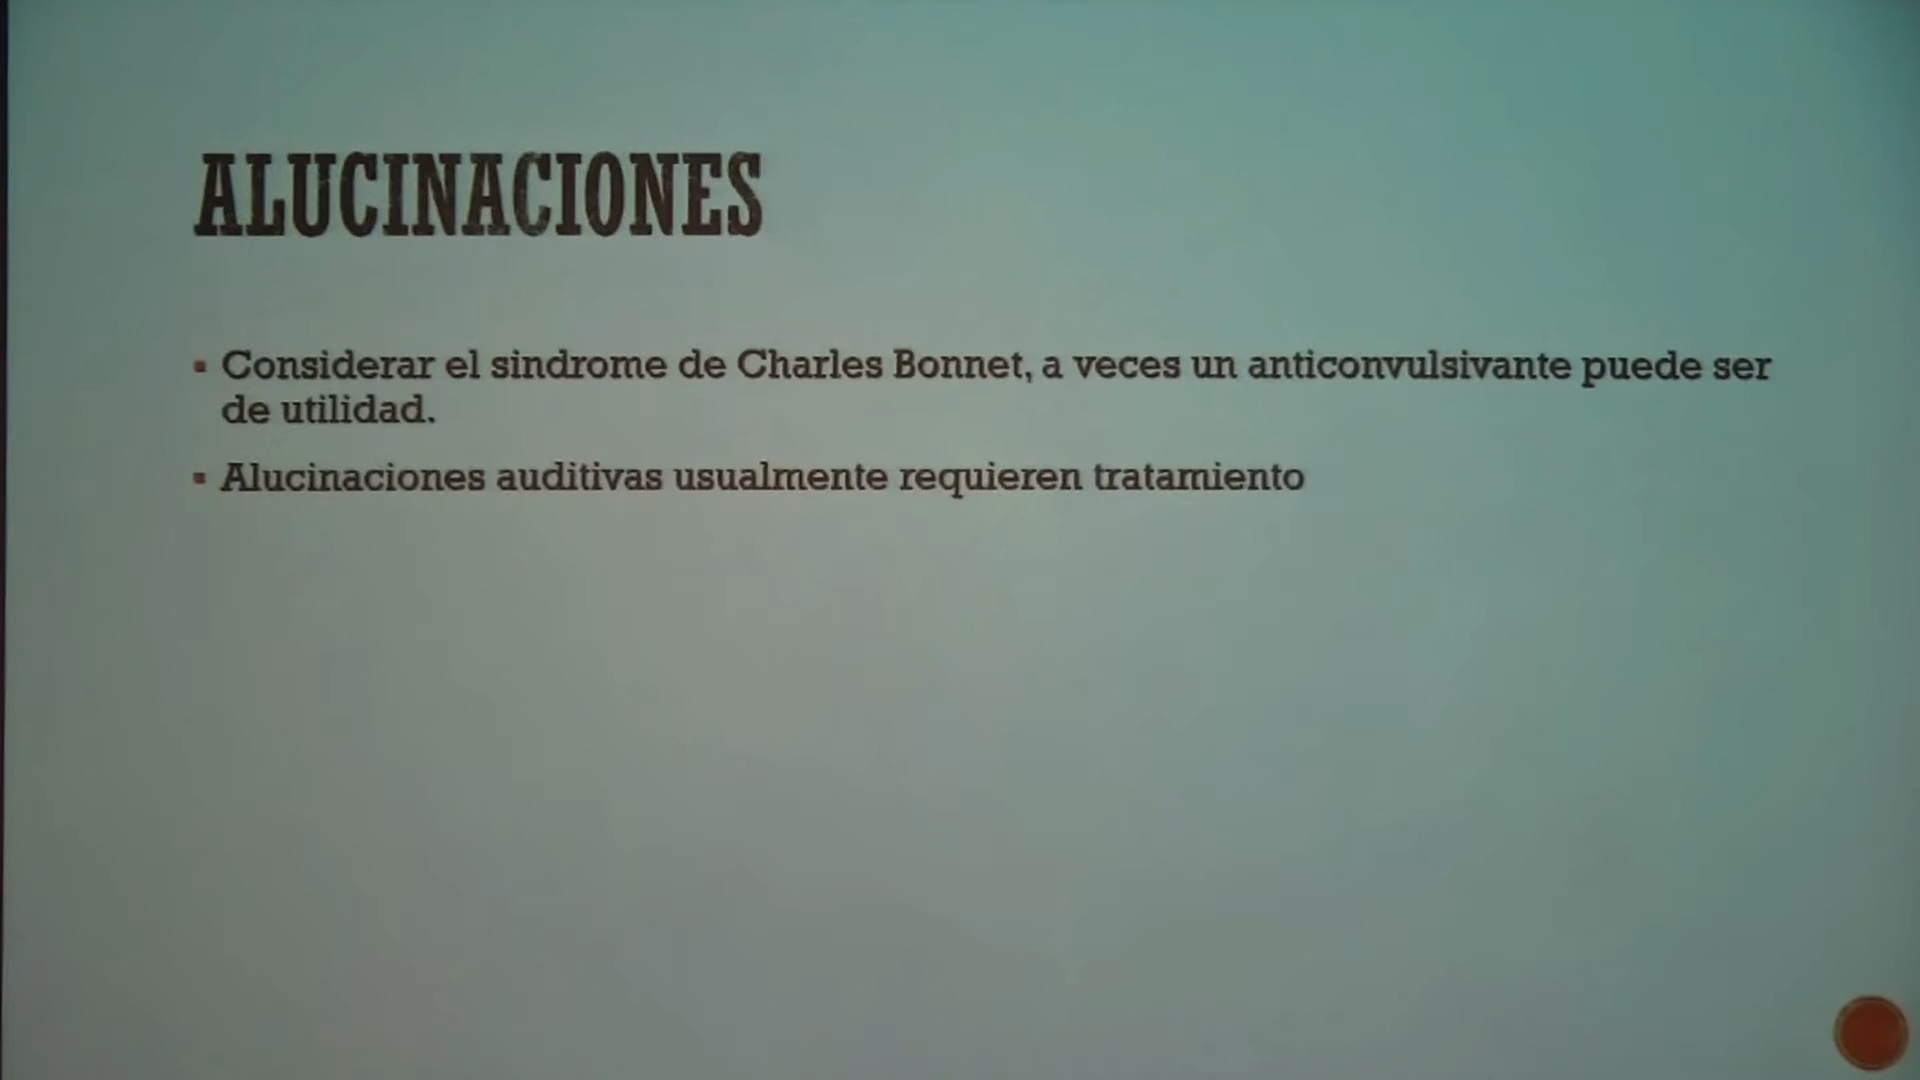 ALUCINACIONES
▪ Considerar el sindrome de Charles Bonnet, a veces un anticonvulsivante puede ser
de utilidad.
▪ Alucinaciones auditivas usualmente requieren tratamiento